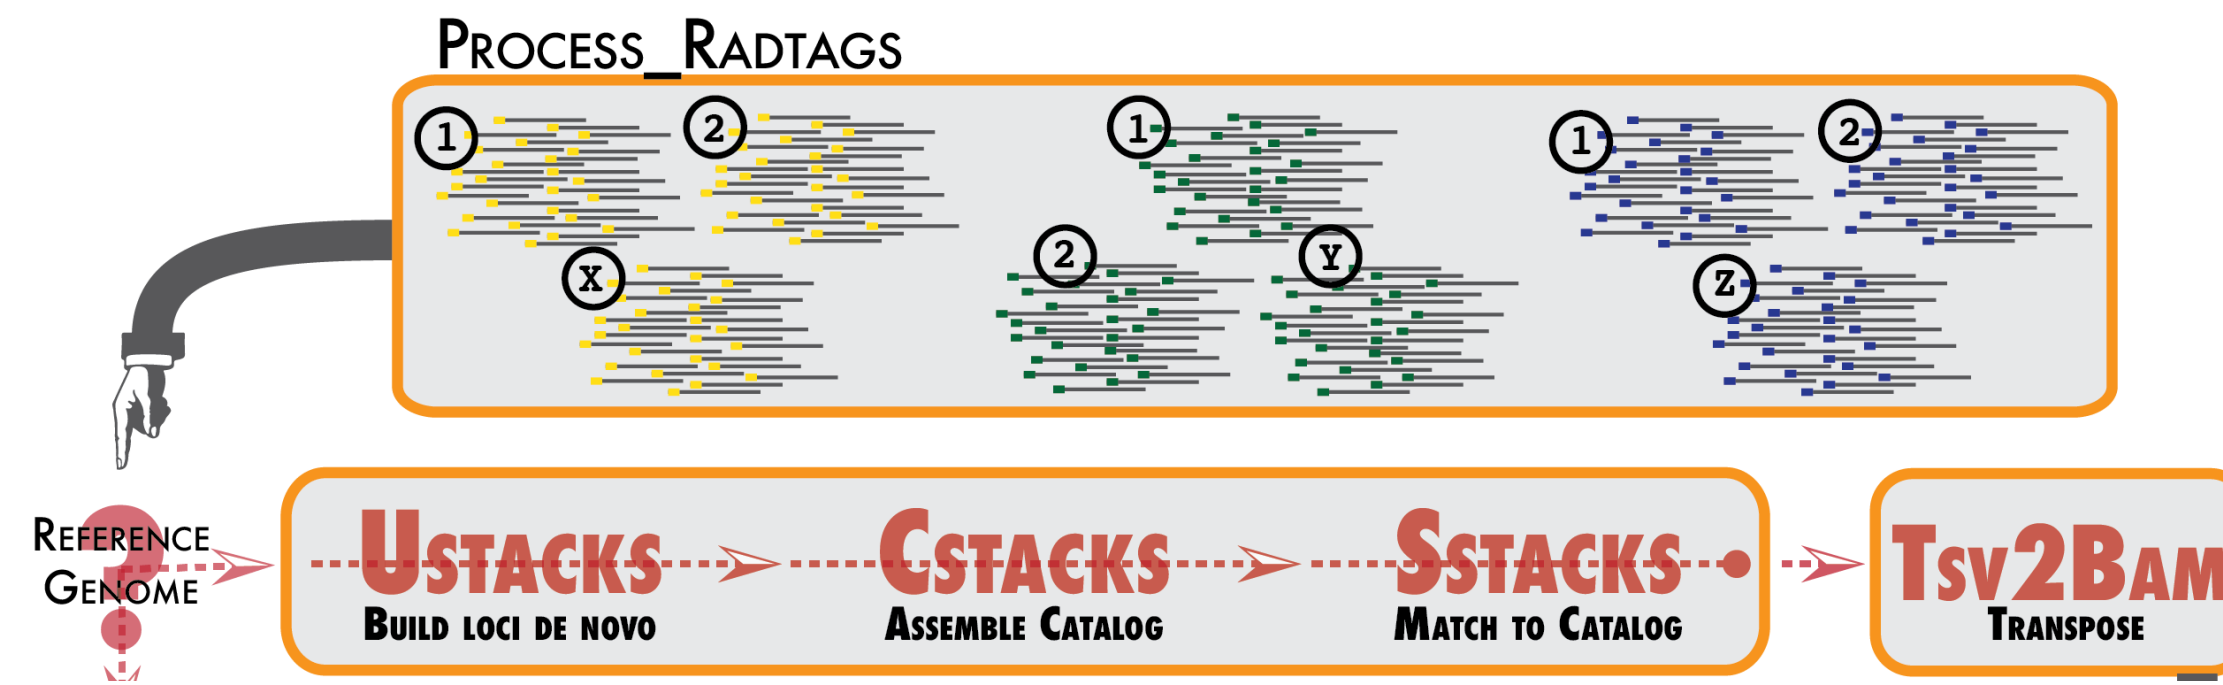 PROCESS_RADTAGS
1
2
1
1
2
X
2
Y
Z
REFERENCE
GENOME
?
USTACKS
BUILD LOCI DE NOVO
CSTACKS
ASSEMBLE CATALOG
SSTACKS
MATCH TO CATALOG
TSV2BAM
TRANSPOSE